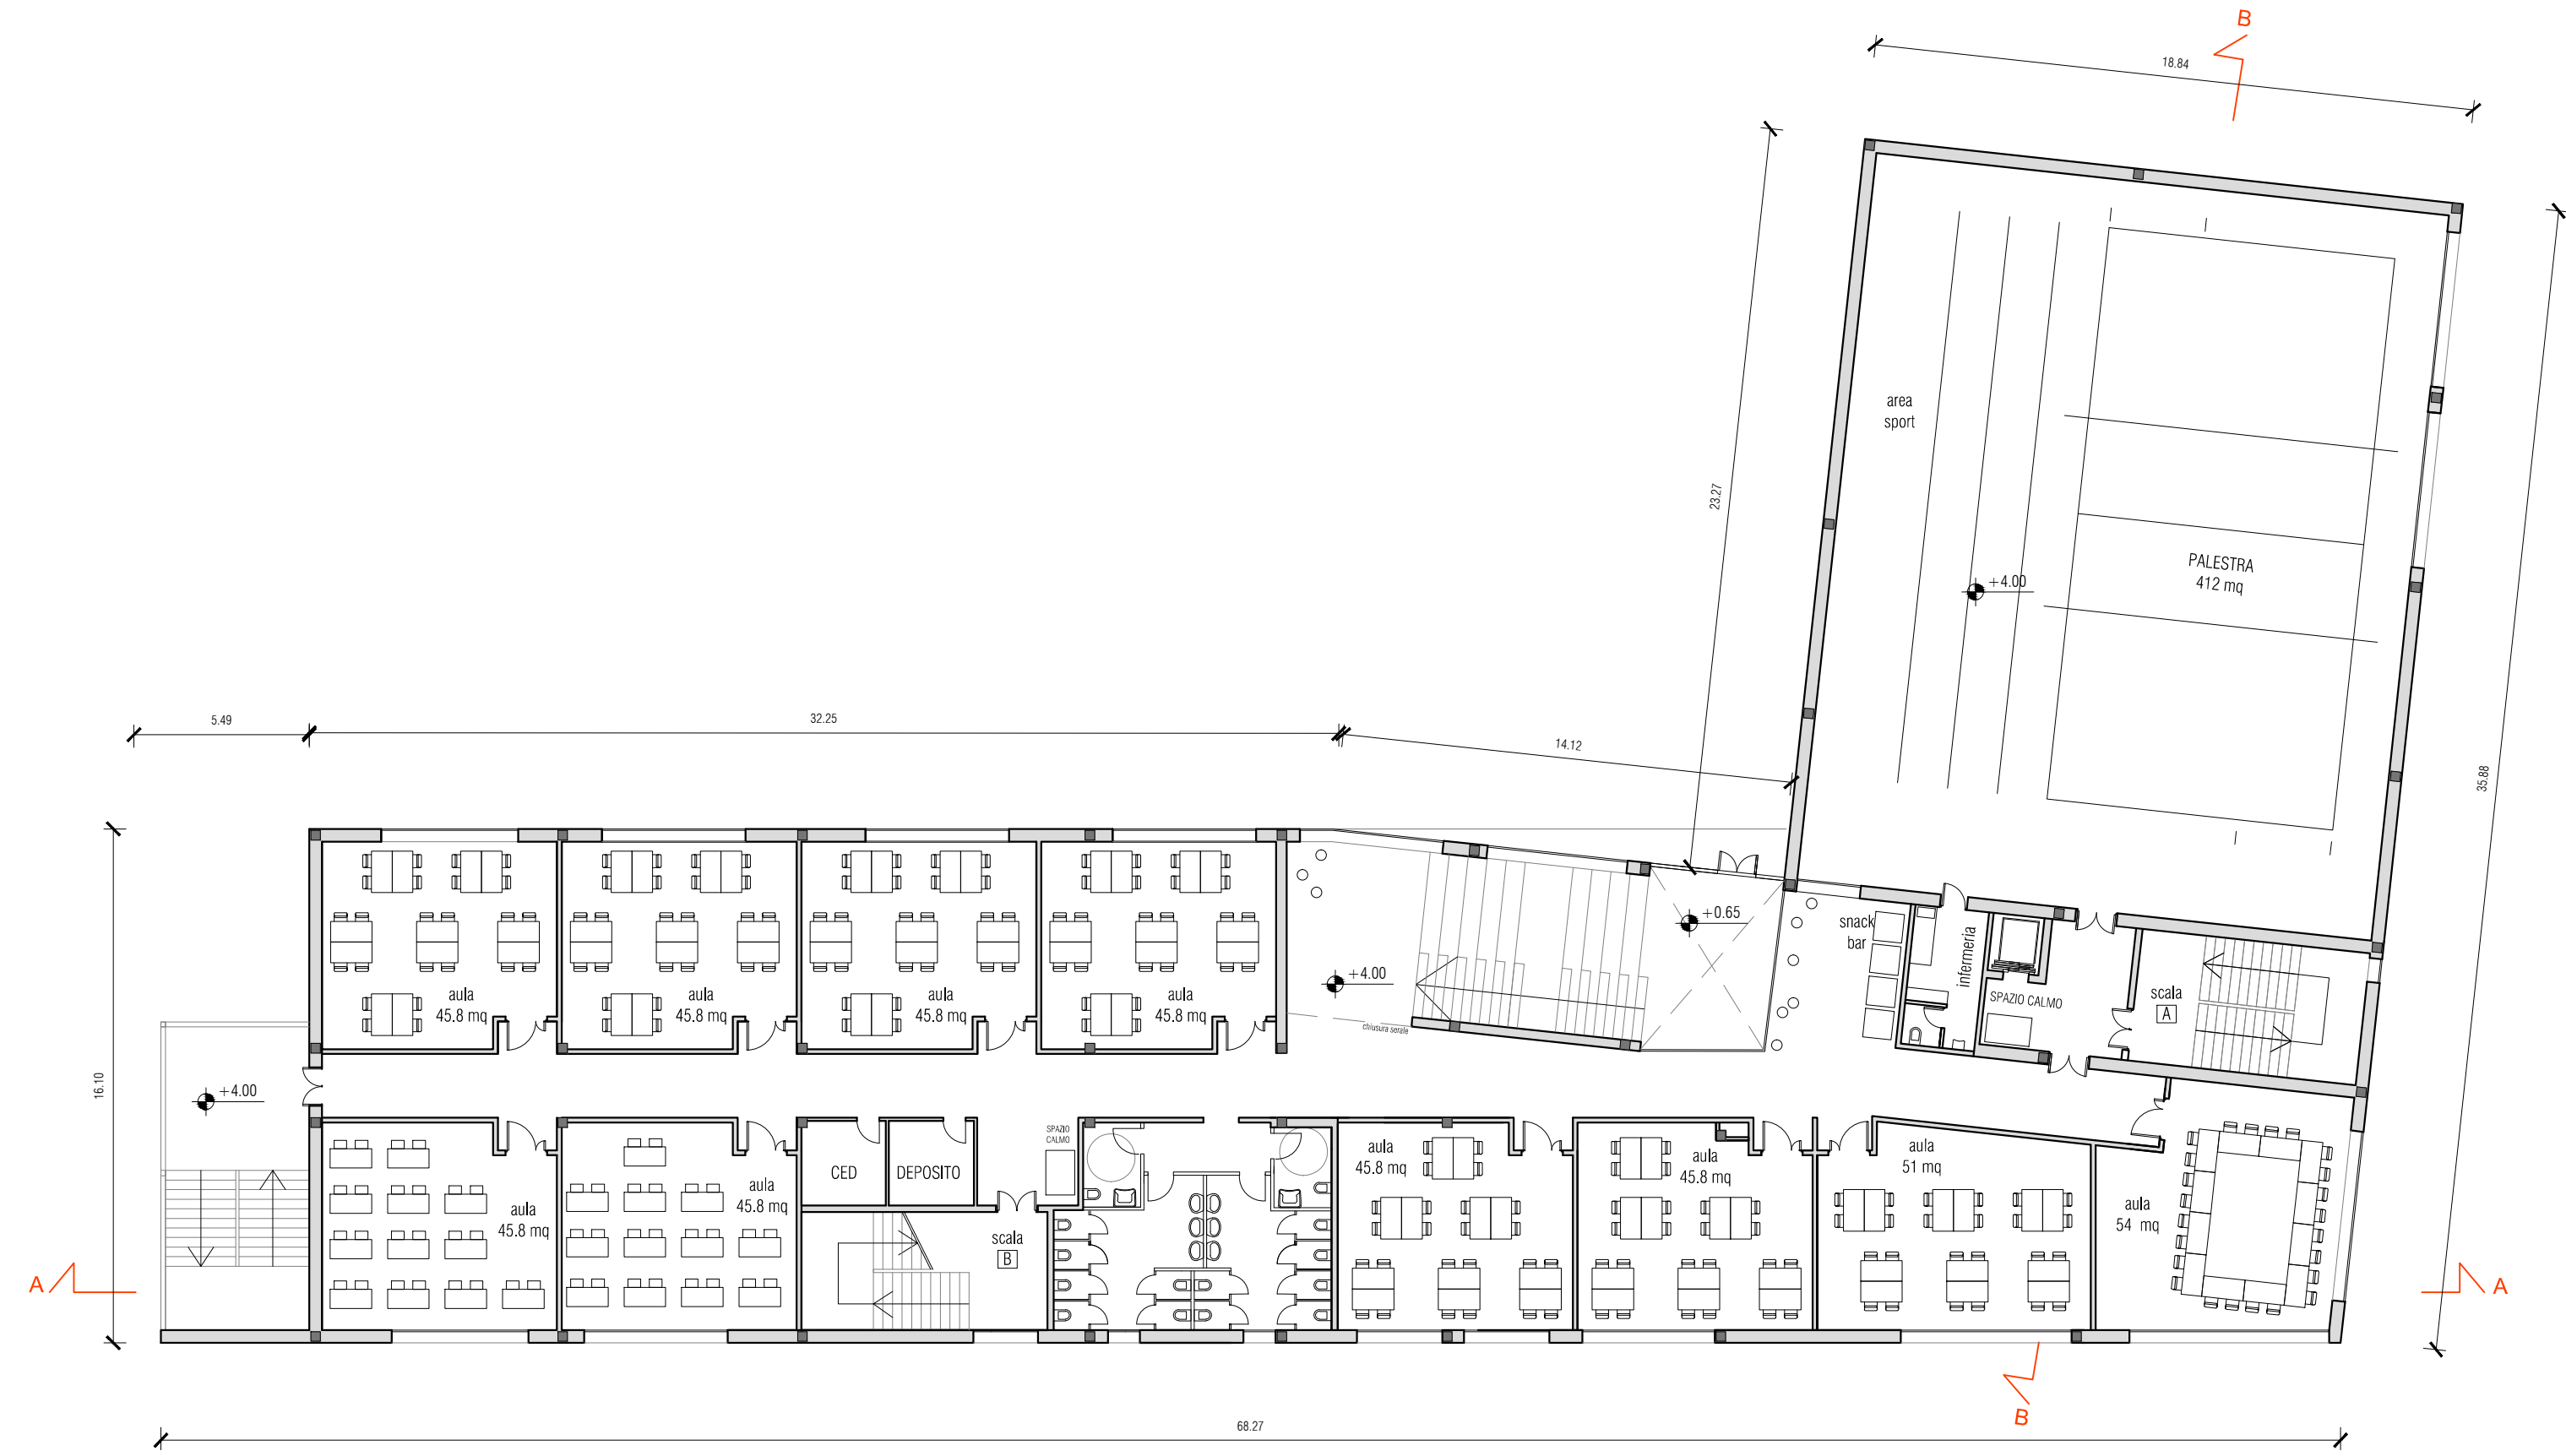 B
18.84
23.27
area
sport
+4.00
PALESTRA
412 mq
35.88
5.49
32.25
14.12
16.10
aula
45.8 mq
aula
45.8 mq
aula
45.8 mq
aula
45.8 mq
+4.00
chiusura serale
+0.65
snack
bar
infermeria
SPAZIO CALMO
scala
A
+4.00
aula
45.8 mq
aula
45.8 mq
CED
DEPOSITO
SPAZIO
CALMO
scala
B
aula
45.8 mq
aula
45.8 mq
aula
51 mq
aula
54 mq
A
A
B
68.27